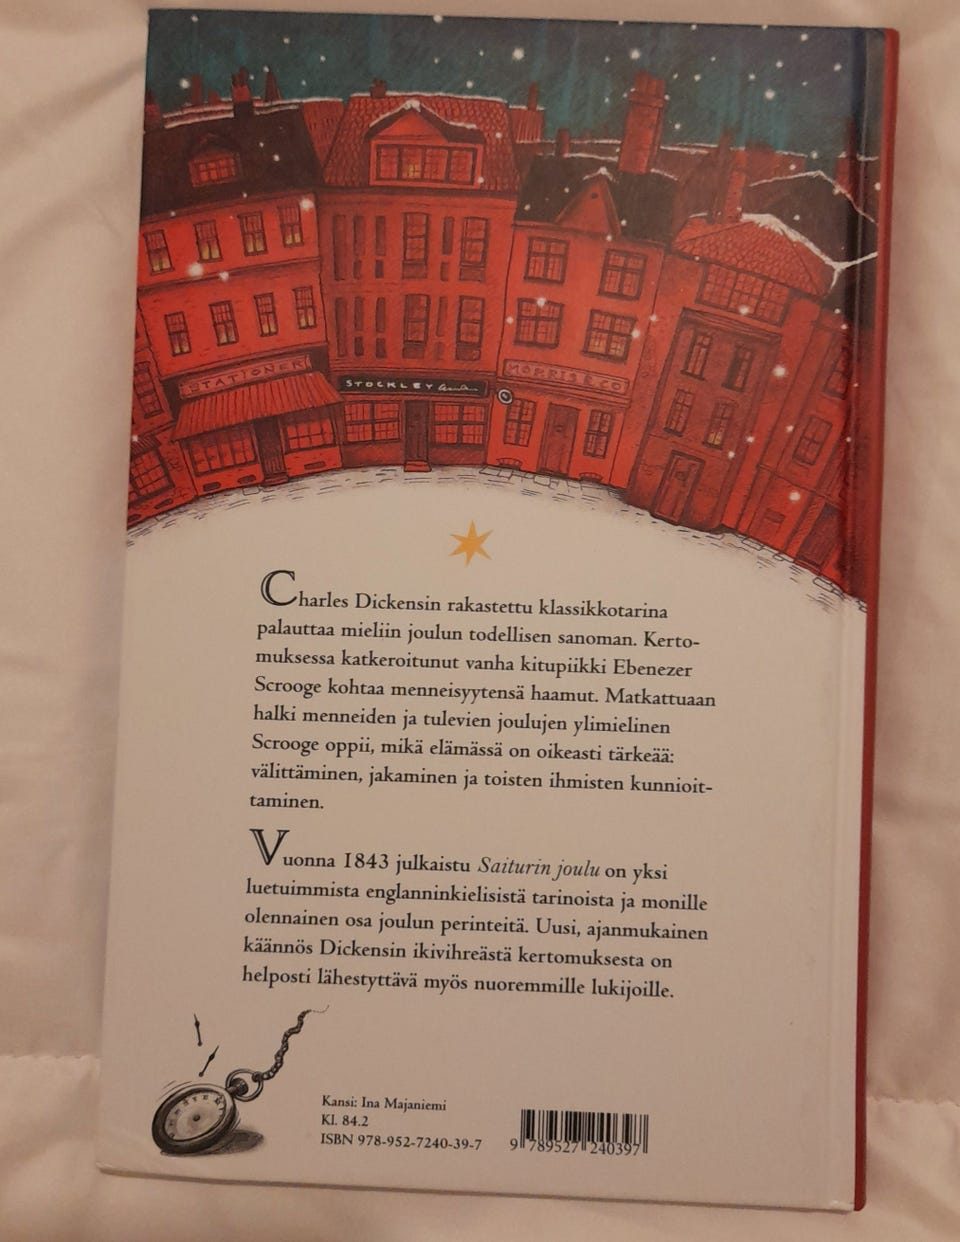 STATIONER
STOCKLEY
MORRIS & CO
Charles Dickensin rakastettu klassikkotarina
palauttaa mieliin joulun todellisen sanoman. Kerto-
muksessa katkeroitunut vanha kitupiikki Ebenezer
Scrooge kohtaa menneisyytensä haamut. Matkattuaan
halki menneiden ja tulevien joulujen ylimielinen
Scrooge oppii, mikä elämässä on oikeasti tärkeää:
välittäminen, jakaminen ja toisten ihmisten kunnioit-
taminen.
Vuonna 1843 julkaistu Saiturin joulu on yksi
luetuimmista englanninkielisistä tarinoista ja monille
olennainen osa joulun perinteitä. Uusi, ajanmukainen
käännös Dickensin ikivihreästä kertomuksesta on
helposti lähestyttävä myös nuoremmille lukijoille.
Kansi: Ina Majaniemi
Kl. 84.2
ISBN 978-952-7240-39-7
9 789527 240397